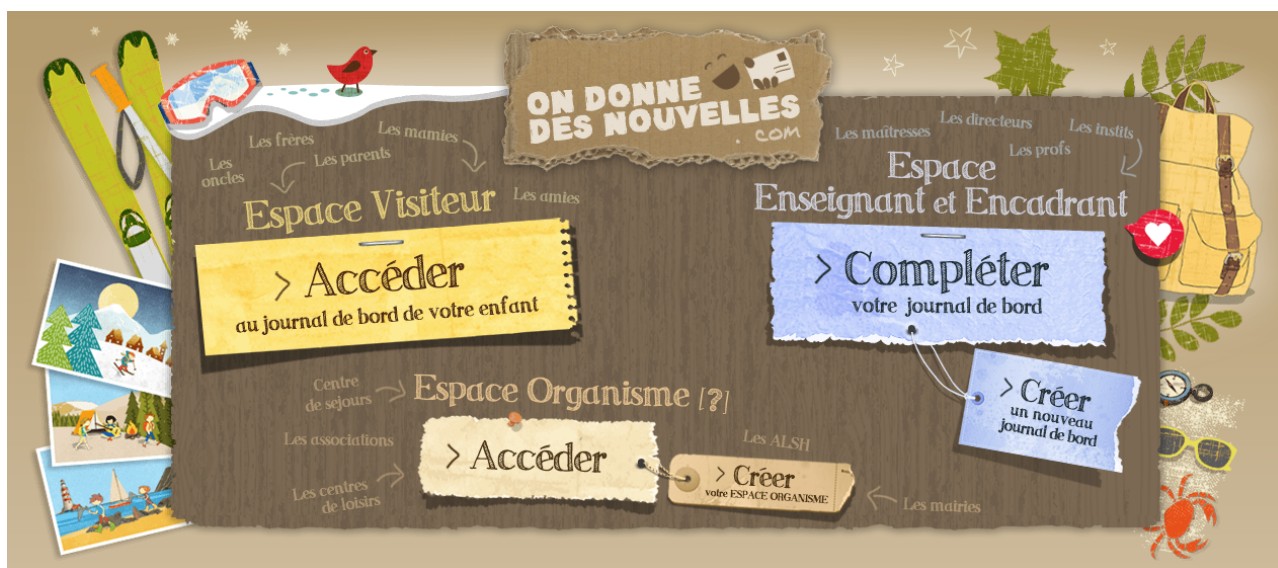 ON DONNE
DES NOUVELLES
.COM
Les frères
Les mamies
Les oncles
Les parents
Les amies
Espace Visiteur
> Accéder
au journal de bord de votre enfant
Les maîtresses
Les directeurs
Les instits
Les profs
Espace
Enseignant et Encadrant
> Compléter
votre journal de bord
> Créer
un nouveau
journal de bord
Centre
de sejours
Espace Organisme [?]
Les associations
> Accéder
Les centres
de loisirs
Les ALSH
> Créer
votre ESPACE ORGANISME
Les mairies